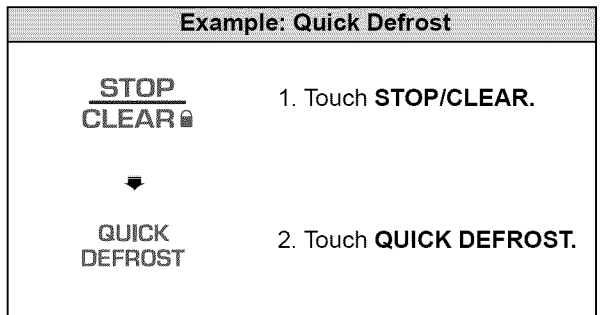 Example: Quick Defrost
STOP
CLEAR
1. Touch STOP/CLEAR.
QUICK
DEFROST
2. Touch QUICK DEFROST.